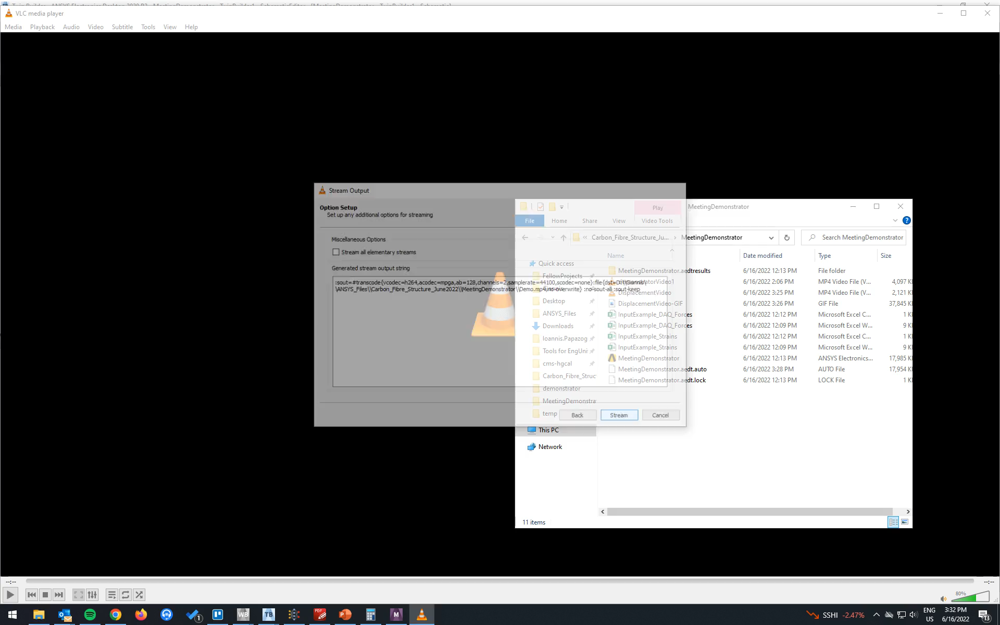 VLC media player
Media Playback Audio Video Subtitle Tools View Help
Stream Output
Option Setup
Set up any additional options for streaming
Miscellaneous Options
Stream all elementary streams
Generated stream output string
:sout=#transcode{vcodec=h264,acodec=mpga,ab=128,channels=2,samplerate=44100,scodec=none}:file{dst=D:\\Giannis\
\ANSYS_Files\\Carbon_Fibre_Structure_June2022\\MeetingDemonstrator\\Demo.mp4,no-overwrite} :no-sout-all :sout-keep
Back Stream Cancel
Play MeetingDemonstrator
File Home Share View Video Tools
« Carbon_Fibre_Structure_Ju... › MeetingDemonstrator Search MeetingDemonstrator
Name Date modified Type Size
Quick access
FellowProjects
Desktop
ANSYS_Files
Downloads
Ioannis.Papazog
Tools for EngUni
cms-hgcal
Carbon_Fibre_Struc
demonstrator
MeetingDemonstra
temp
This PC
Network
MeetingDemonstrator.aedtresults 6/16/2022 12:13 PM File folder
6/16/2022 2:06 PM MP4 Video File (V... 4,097 K
DisplacementVideo 6/16/2022 3:25 PM MP4 Video File (V... 2,121 K
DisplacementVideo-GIF 6/16/2022 3:26 PM GIF File 37,845 K
InputExample_DAQ_Forces 6/16/2022 12:12 PM Microsoft Excel C... 1 K
InputExample_DAQ_Forces 6/16/2022 12:09 PM Microsoft Excel W... 9 K
InputExample_Strains 6/16/2022 12:12 PM Microsoft Excel C... 1 K
InputExample_Strains 6/16/2022 12:09 PM Microsoft Excel W... 9 K
MeetingDemonstrator 6/16/2022 12:13 PM ANSYS Electronics... 17,985 K
MeetingDemonstrator.aedt.auto 6/16/2022 3:28 PM AUTO File 17,954 K
MeetingDemonstrator.aedt.lock 6/16/2022 12:13 PM LOCK File 1 K
11 items
--:-- --:--
80%
1 WB TB PDF P M SSHI -2.47% ENG US 3:32 PM 6/16/2022 13